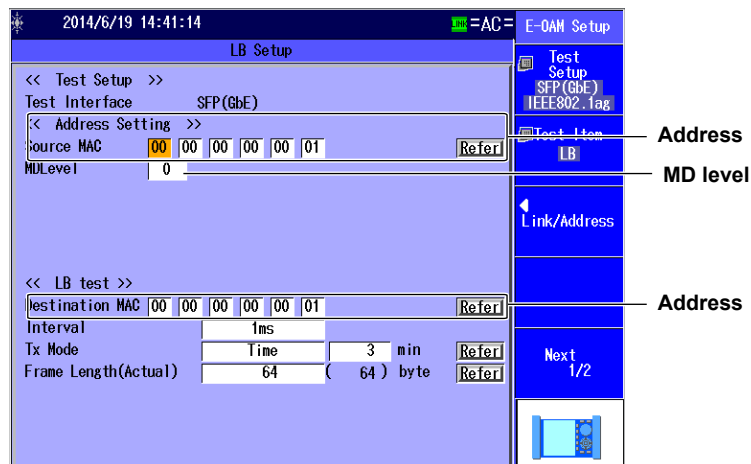 2014/6/19 14:41:14
LINK =AC=
E-OAM Setup
LB Setup
<< Test Setup >>
Test Interface SFP(GbE)
<< Address Setting >>
Source MAC 00 00 00 00 00 01 Refer
MDLevel 0
<< LB test >>
Destination MAC 00 00 00 00 00 01 Refer
Interval 1ms
Tx Mode Time 3 min Refer
Frame Length(Actual) 64 ( 64 ) byte Refer
Test
Setup
SFP(GbE)
IEEE802.1ag
Test Item
LB
Link/Address
Next
1/2
Address
MD level
Address